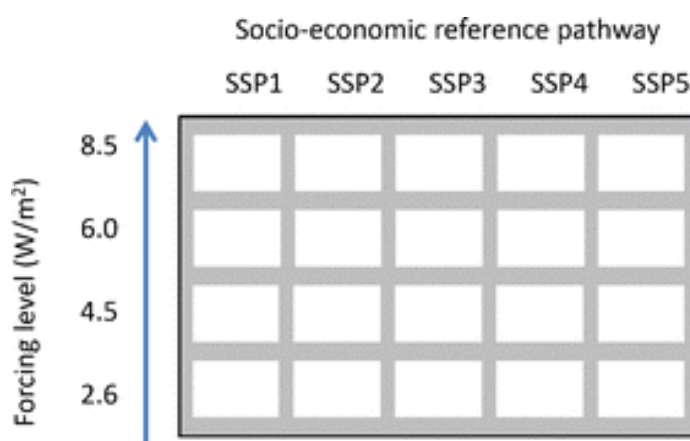 Socio-economic reference pathway
SSP1 SSP2 SSP3 SSP4 SSP5
Forcing level (W/m²)
8.5
6.0
4.5
2.6